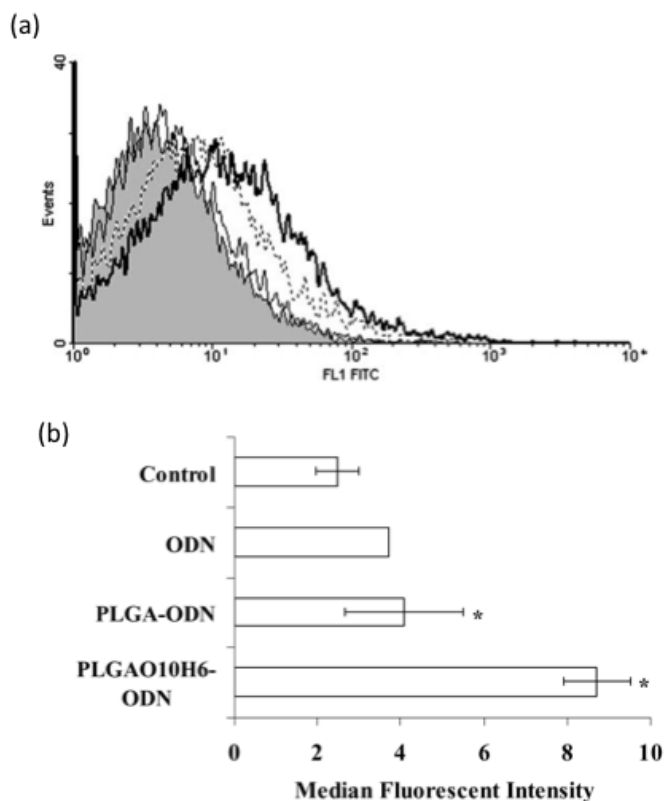 (a)
40
Events
0
10⁰ 10¹ 10² 10³ 10⁴
FL1 FITC
(b)
Control
ODN
PLGA-ODN
*
PLGAO10H6-
ODN
*
0 2 4 6 8 10
Median Fluorescent Intensity